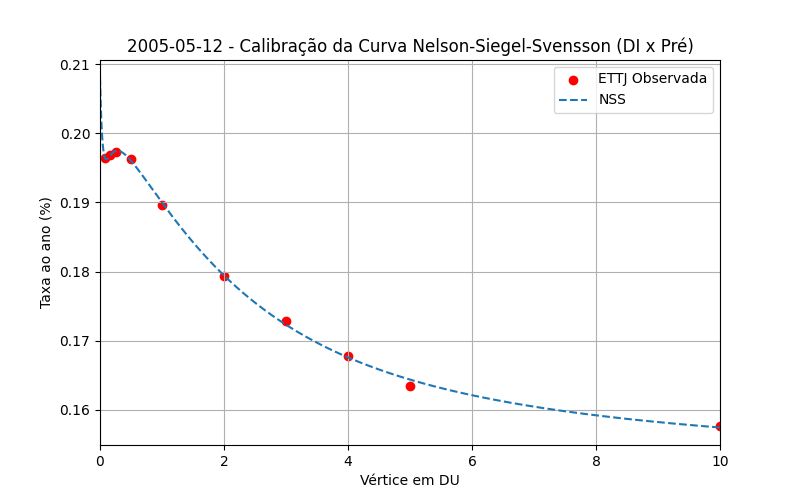 2005-05-12 - Calibração da Curva Nelson-Siegel-Svensson (DI x Pré)
ETTJ Observada
NSS
Taxa ao ano (%)
0.21
0.20
0.19
0.18
0.17
0.16
0 2 4 6 8 10
Vértice em DU